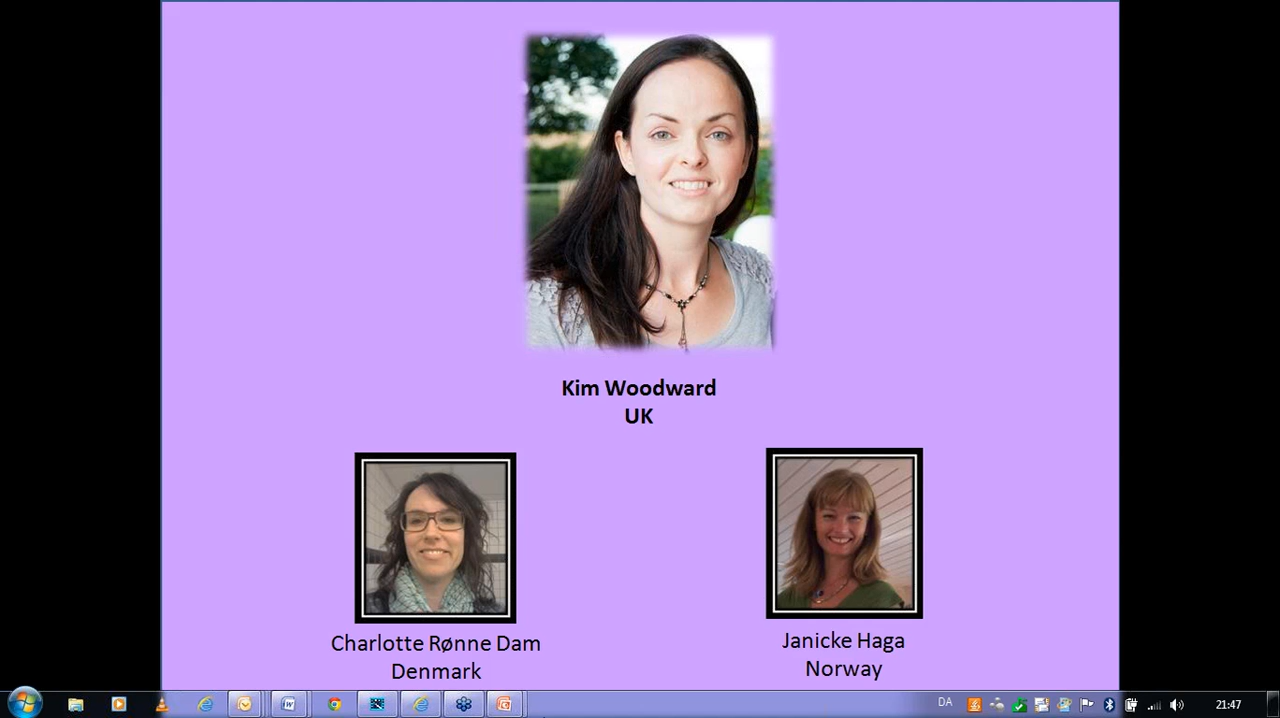 Kim Woodward
UK
Charlotte Rønne Dam
Denmark
Janicke Haga
Norway
DA
21:47